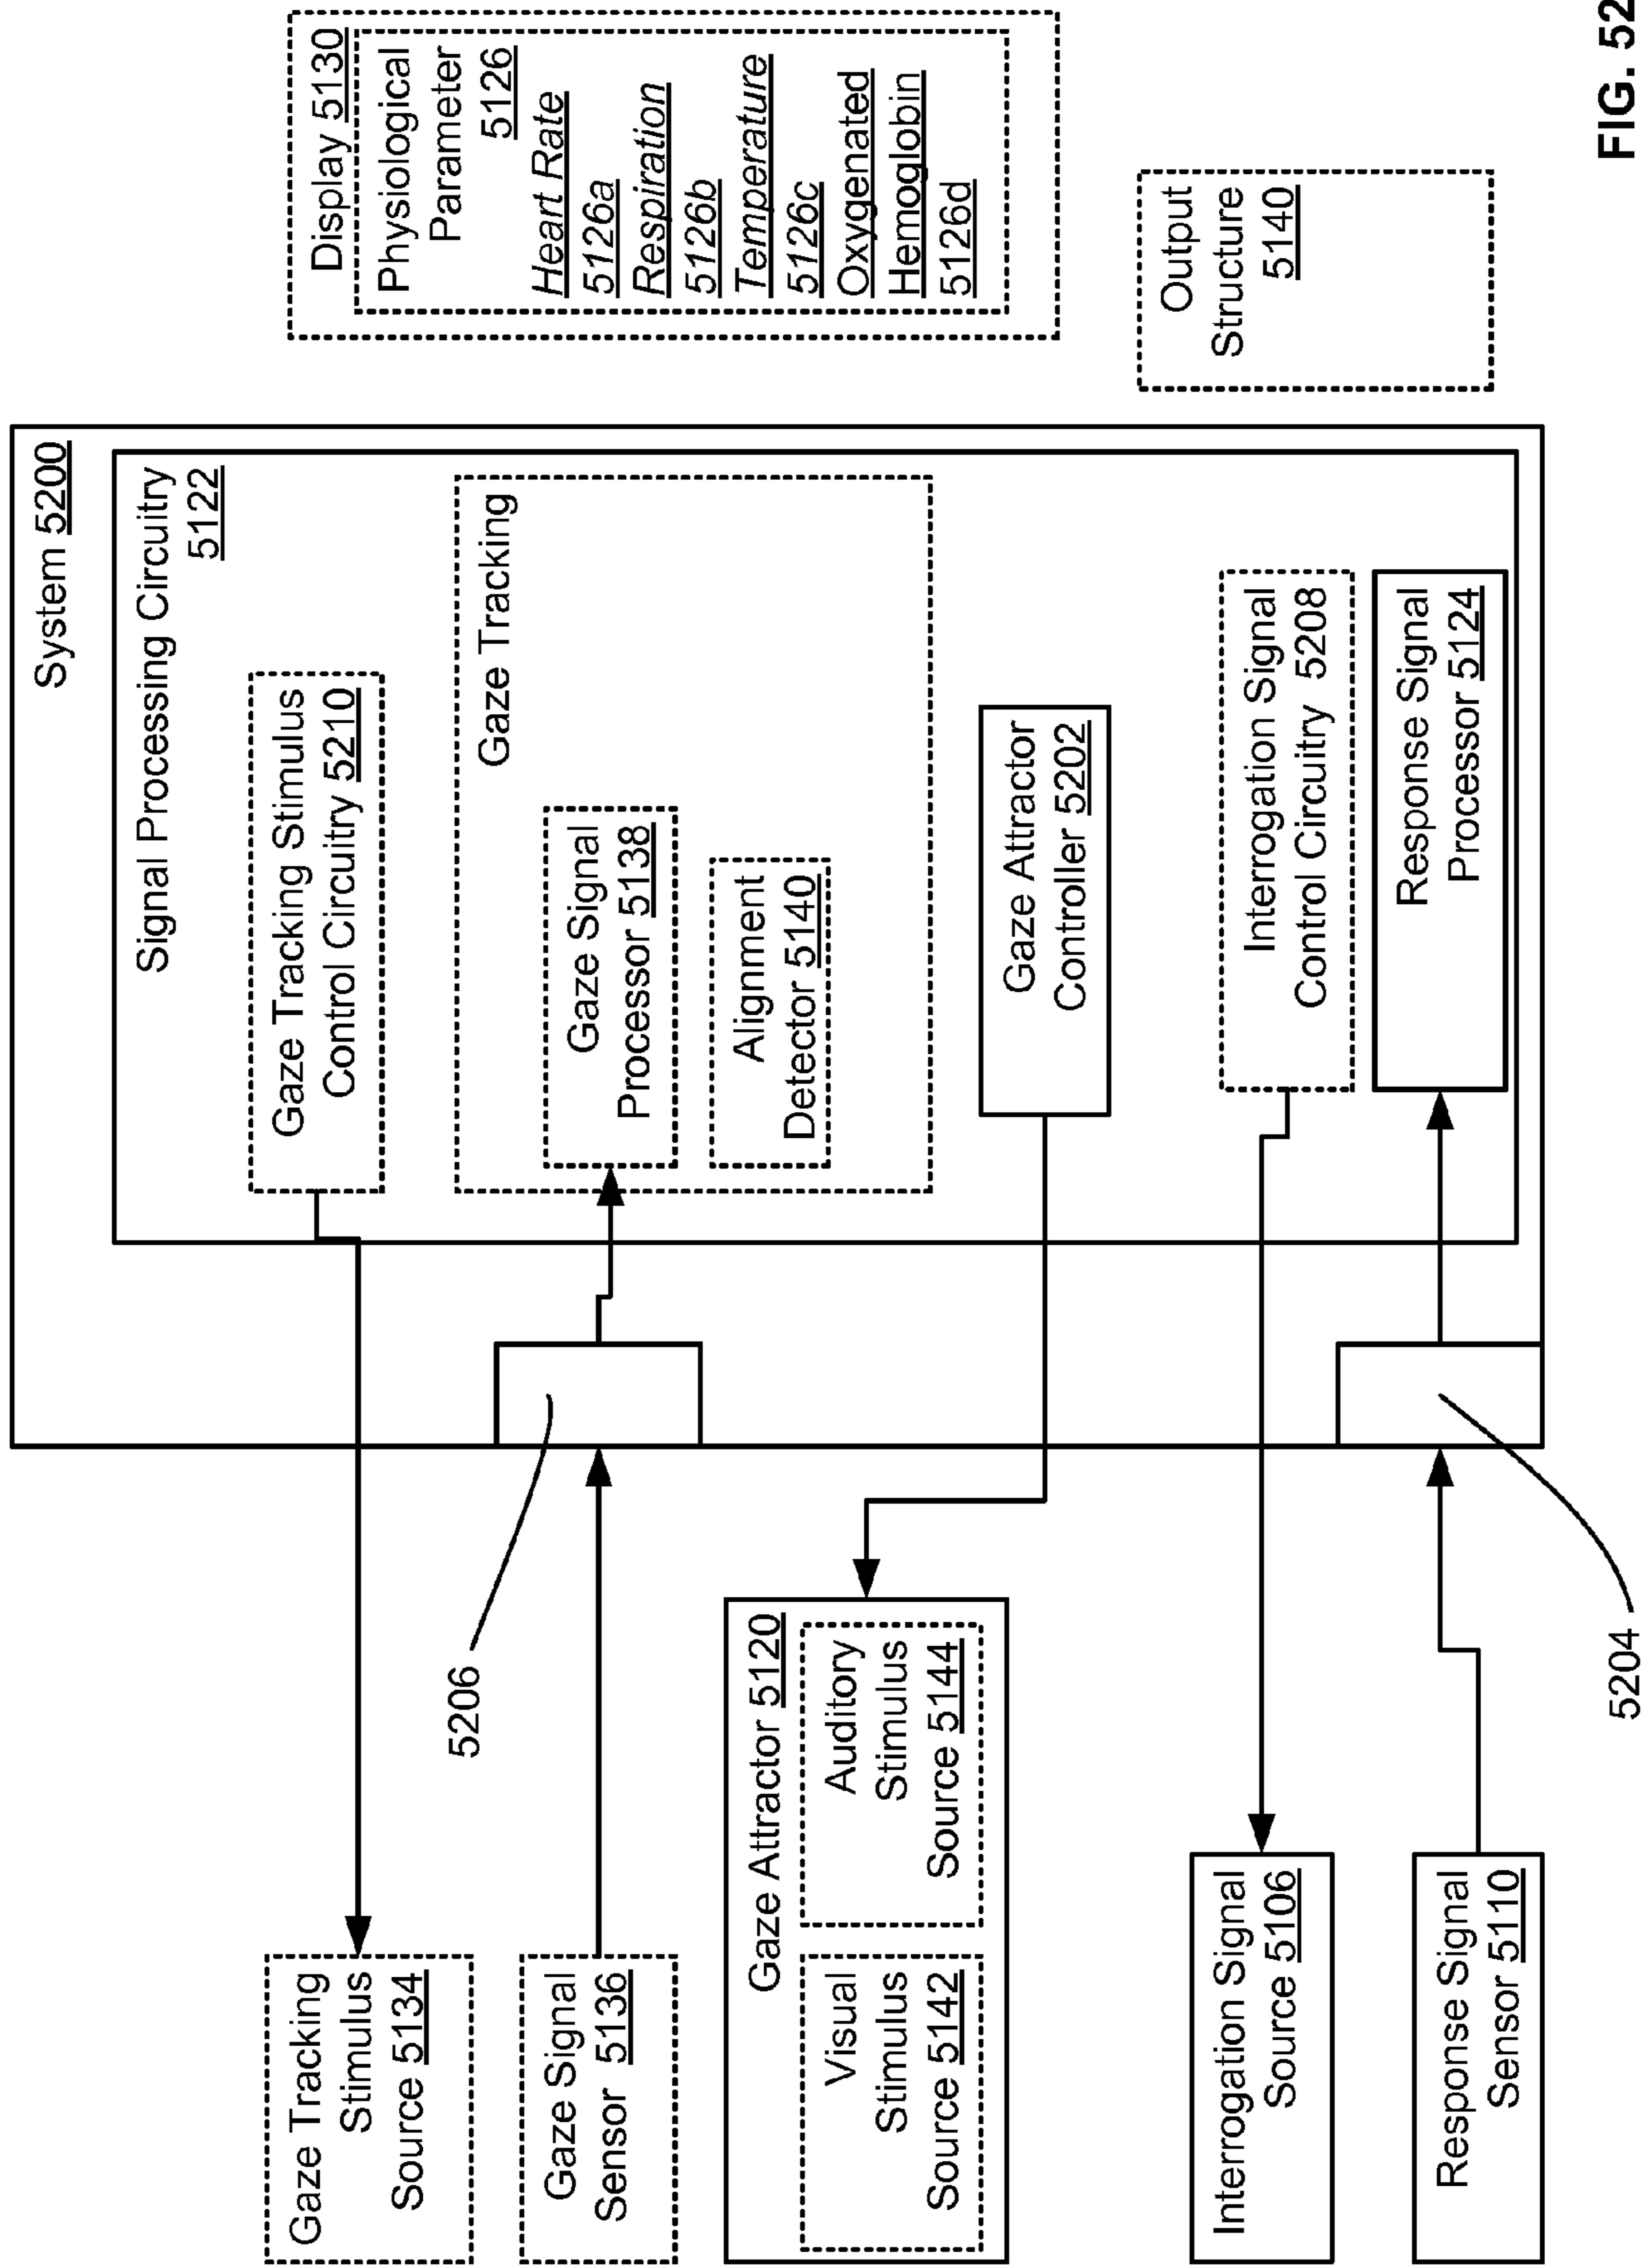 System 5200
Signal Processing Circuitry
5122
Gaze Tracking Stimulus
Control Circuitry 5210
Gaze Tracking
Gaze Signal
Processor 5138
Alignment
Detector 5140
Gaze Attractor
Controller 5202
Interrogation Signal
Control Circuitry 5208
Response Signal
Processor 5124
Gaze Tracking
Stimulus
Source 5134
Gaze Signal
Sensor 5136
5206
Gaze Attractor 5120
Visual
Stimulus
Source 5142
Auditory
Stimulus
Source 5144
Interrogation Signal
Source 5106
Response Signal
Sensor 5110
5204
Display 5130
Physiological
Parameter
5126
Heart Rate
5126a
Respiration
5126b
Temperature
5126c
Oxygenated
Hemoglobin
5126d
Output
Structure
5140
FIG. 52